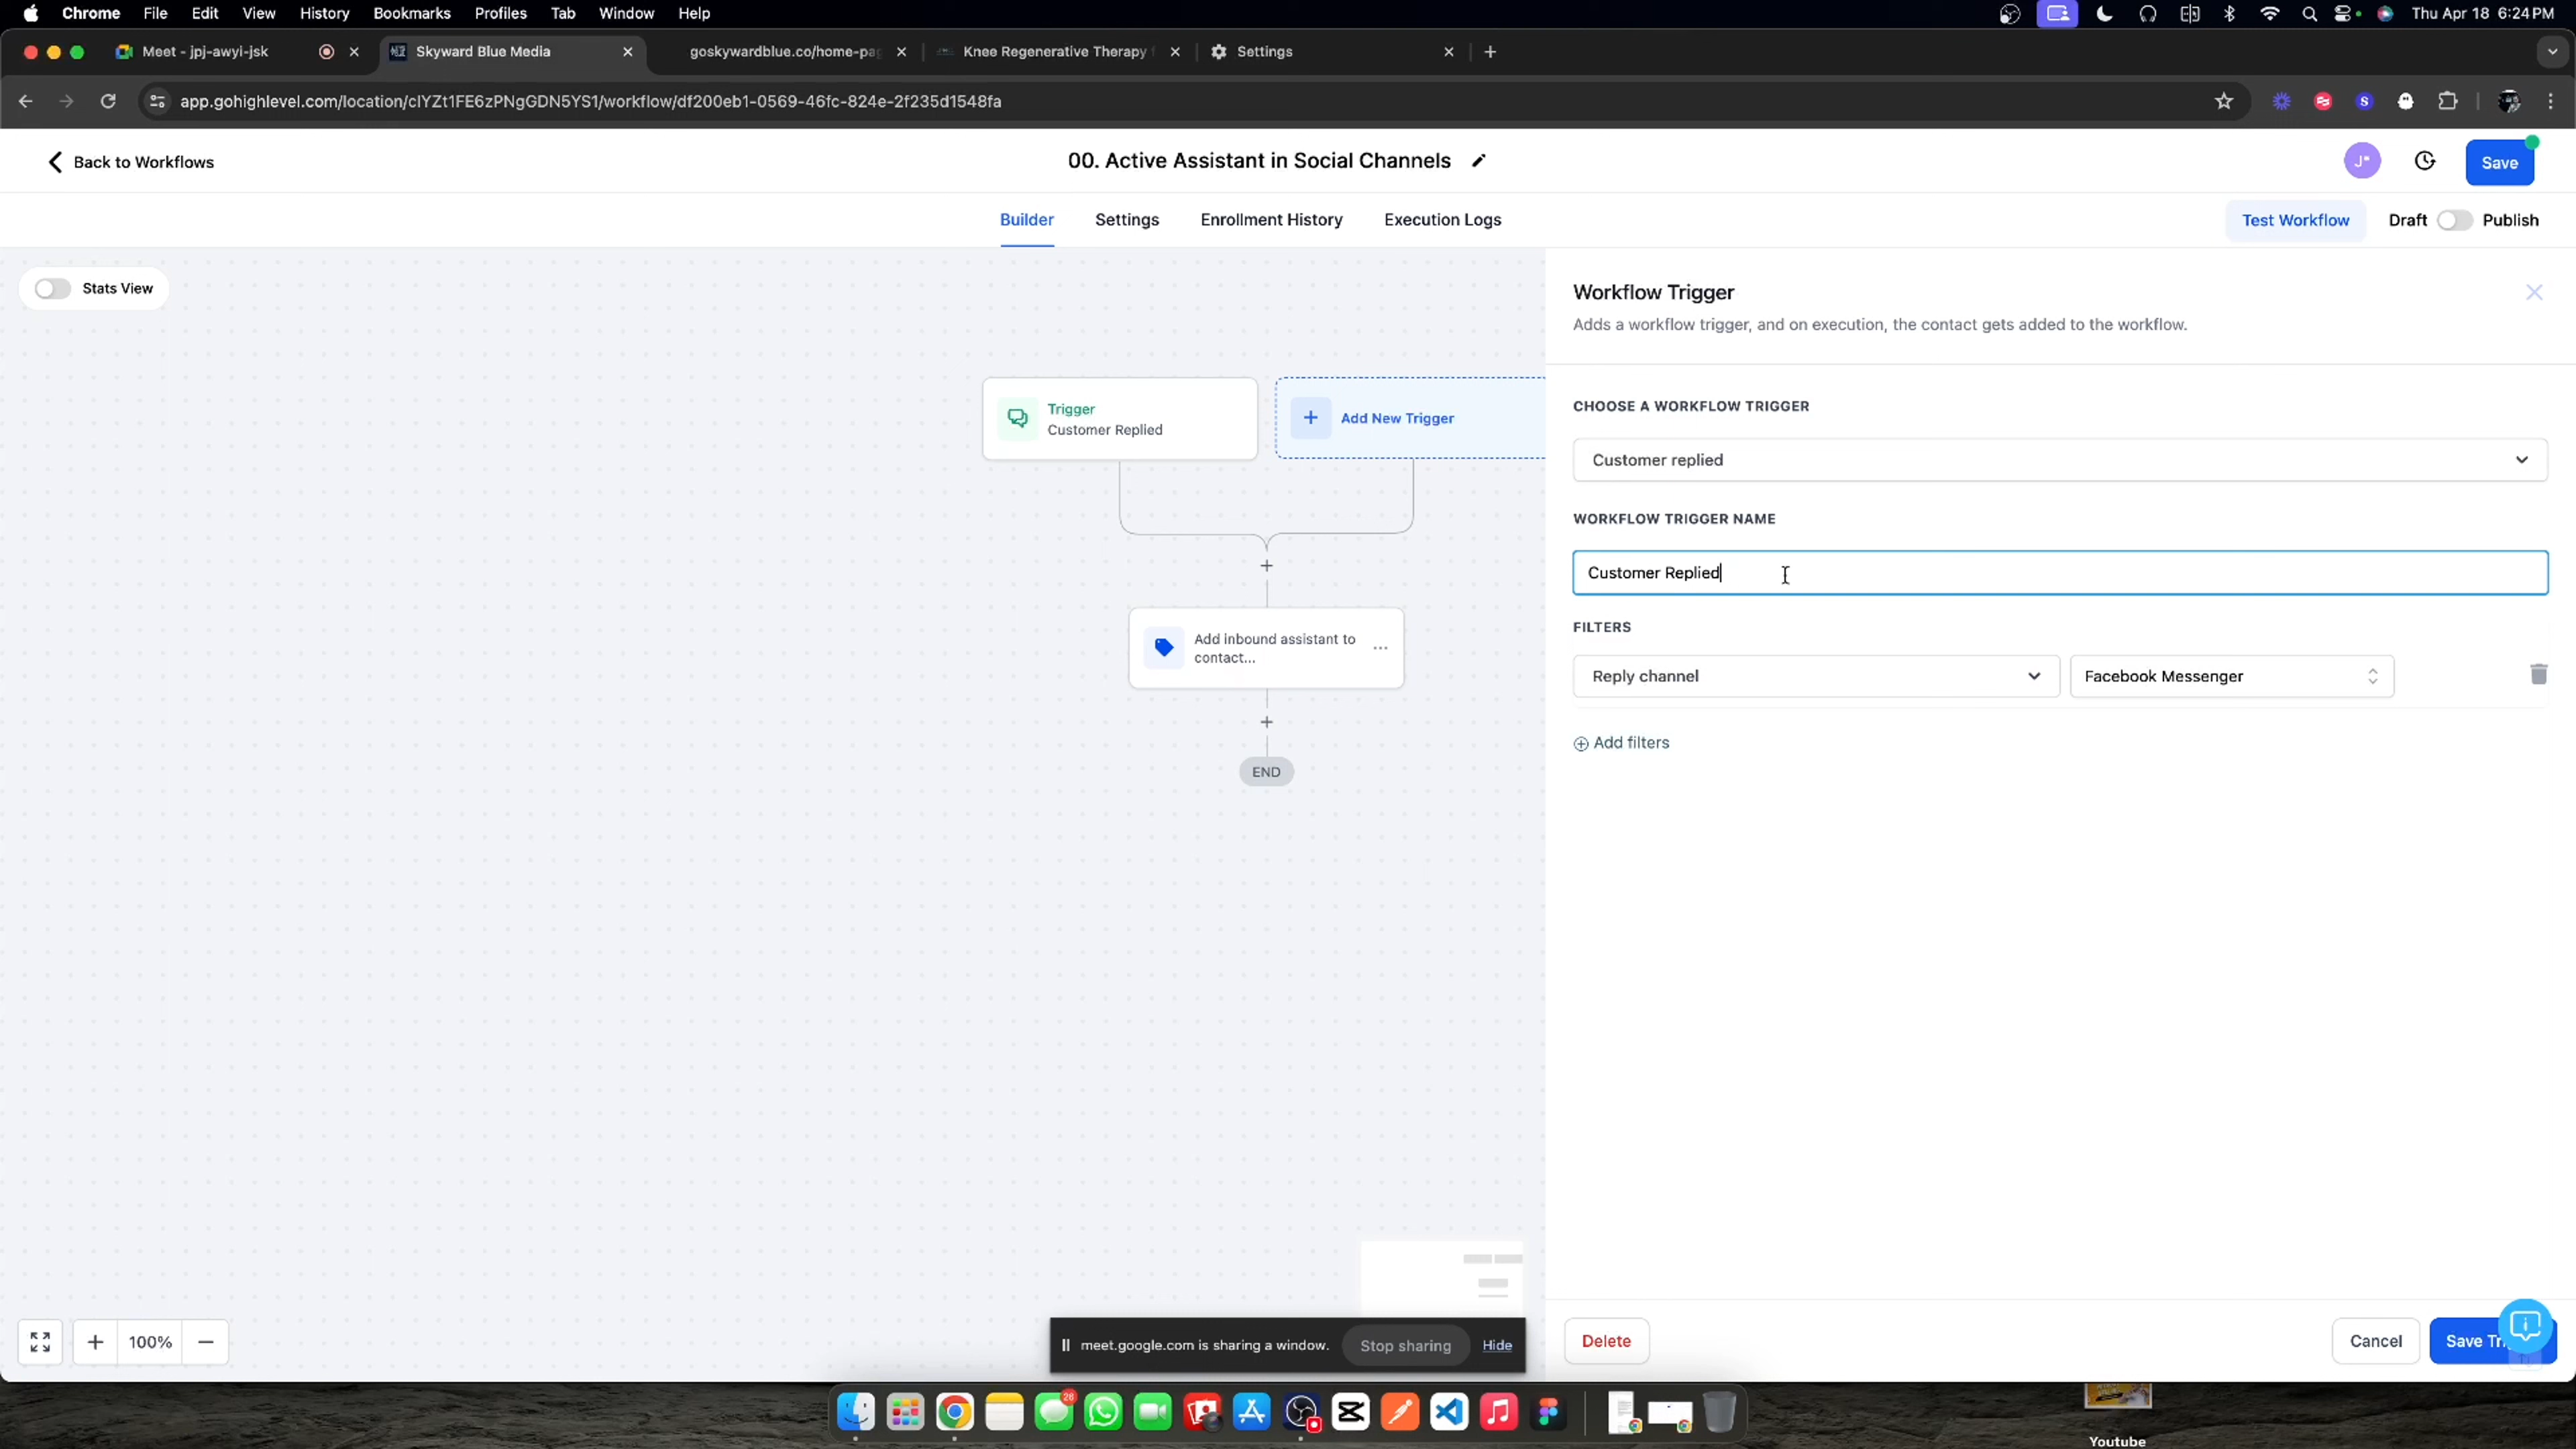 Chrome File Edit View History Bookmarks Profiles Tab Window Help
Thu Apr 18 6:24 PM
Meet - jpj-awyi-jsk
Skyward Blue Media
goskywardblue.co/home-pag
Knee Regenerative Therapy
Settings
app.gohighlevel.com/location/cIYZt1FE6zPNgGDN5YS1/workflow/df200eb1-0569-46fc-824e-2f235d1548fa
Back to Workflows
00. Active Assistant in Social Channels
Save
Builder
Settings
Enrollment History
Execution Logs
Test Workflow
Draft
Publish
Stats View
Trigger
Customer Replied
Add New Trigger
Add inbound assistant to
contact...
END
Workflow Trigger
Adds a workflow trigger, and on execution, the contact gets added to the workflow.
CHOOSE A WORKFLOW TRIGGER
Customer replied
WORKFLOW TRIGGER NAME
Customer Replied
FILTERS
Reply channel
Facebook Messenger
Add filters
100%
meet.google.com is sharing a window.
Stop sharing
Hide
Delete
Cancel
Save
28
Youtube